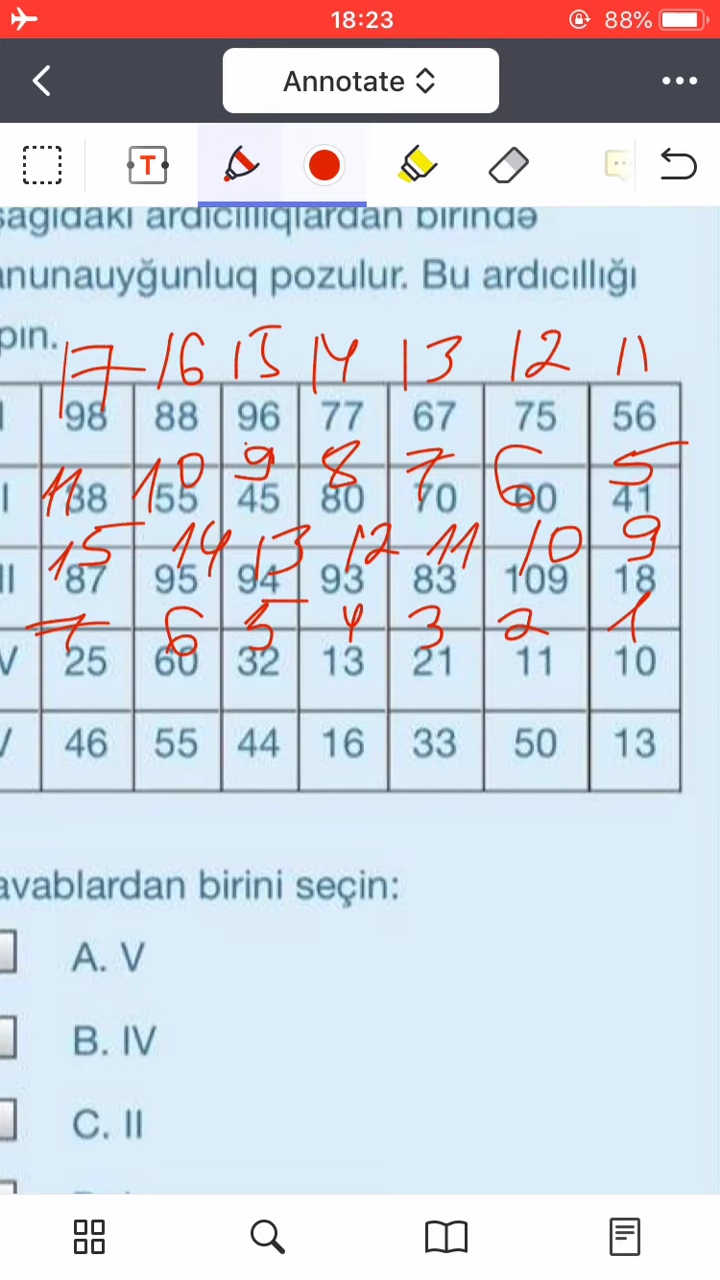 18:23 88%
Annotate
T
şağıdakı ardıcıllıqlardan birində
anunauyğunluq pozulur. Bu ardıcıllığı
pın.
17 16 15 14 13 12 11
I 98 88 96 77 67 75 56
11 10 9 8 7 6 5
I 38 55 45 80 70 60 41
15 14 13 12 11 10 9
II 87 95 94 93 83 109 18
7 6 5 4 3 2 1
V 25 60 32 13 21 11 10
V 46 55 44 16 33 50 13
avablardan birini seçin:
A. V
B. IV
C. II